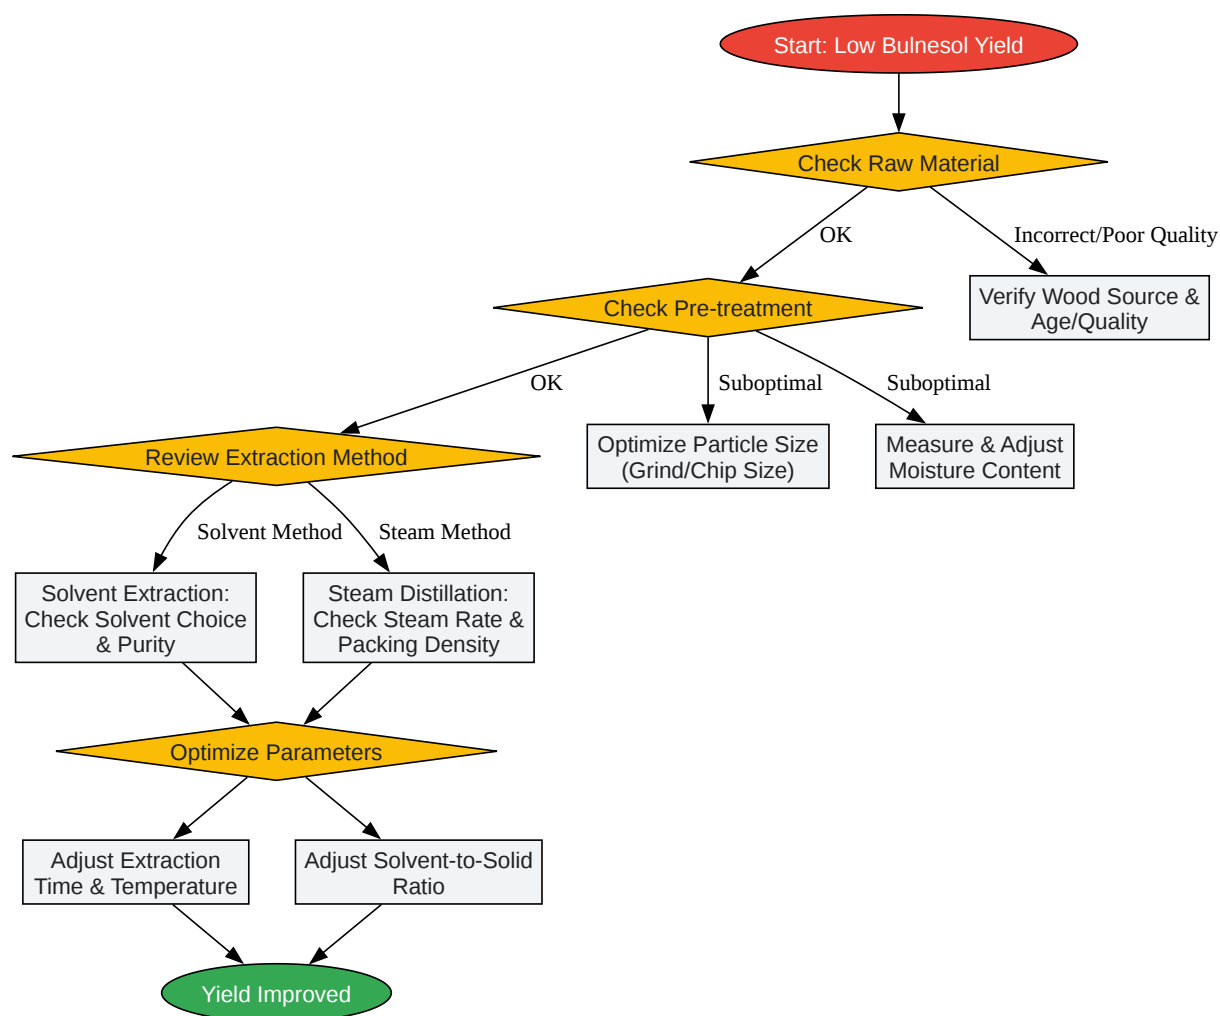 Start: Low Bulnesol Yield
Check Raw Material
OK
Incorrect/Poor Quality
Check Pre-treatment
Verify Wood Source &
Age/Quality
OK
Suboptimal
Suboptimal
Review Extraction Method
Optimize Particle Size
(Grind/Chip Size)
Measure & Adjust
Moisture Content
Solvent Method
Steam Method
Solvent Extraction:
Check Solvent Choice
& Purity
Steam Distillation:
Check Steam Rate &
Packing Density
Optimize Parameters
Adjust Extraction
Time & Temperature
Adjust Solvent-to-Solid
Ratio
Yield Improved